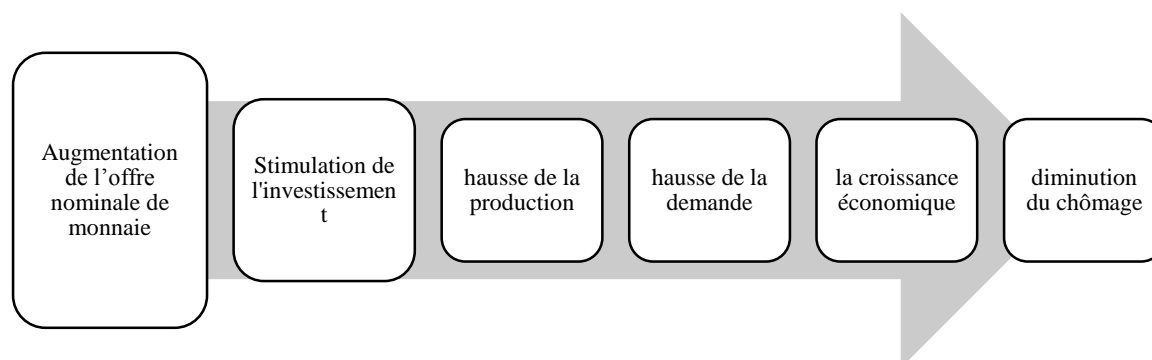 Augmentation
de l’offre
nominale de
monnaie
Stimulation de
l'investissemen
t
hausse de la
production
hausse de la
demande
la croissance
économique
diminution
du chômage